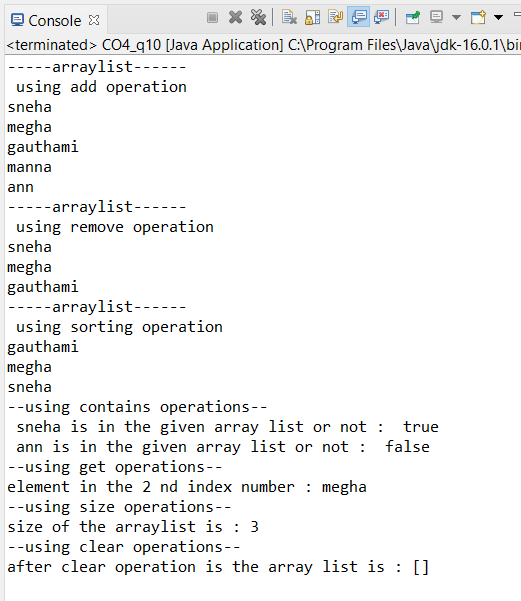 Console
<terminated> CO4_q10 [Java Application] C:\Program Files\Java\jdk-16.0.1\bin
-----arraylist------
 using add operation
sneha
megha
gauthami
manna
ann
-----arraylist------
 using remove operation
sneha
megha
gauthami
-----arraylist------
 using sorting operation
gauthami
megha
sneha
--using contains operations--
 sneha is in the given array list or not :  true
 ann is in the given array list or not :  false
--using get operations--
element in the 2 nd index number : megha
--using size operations--
size of the arraylist is : 3
--using clear operations--
after clear operation is the array list is : []